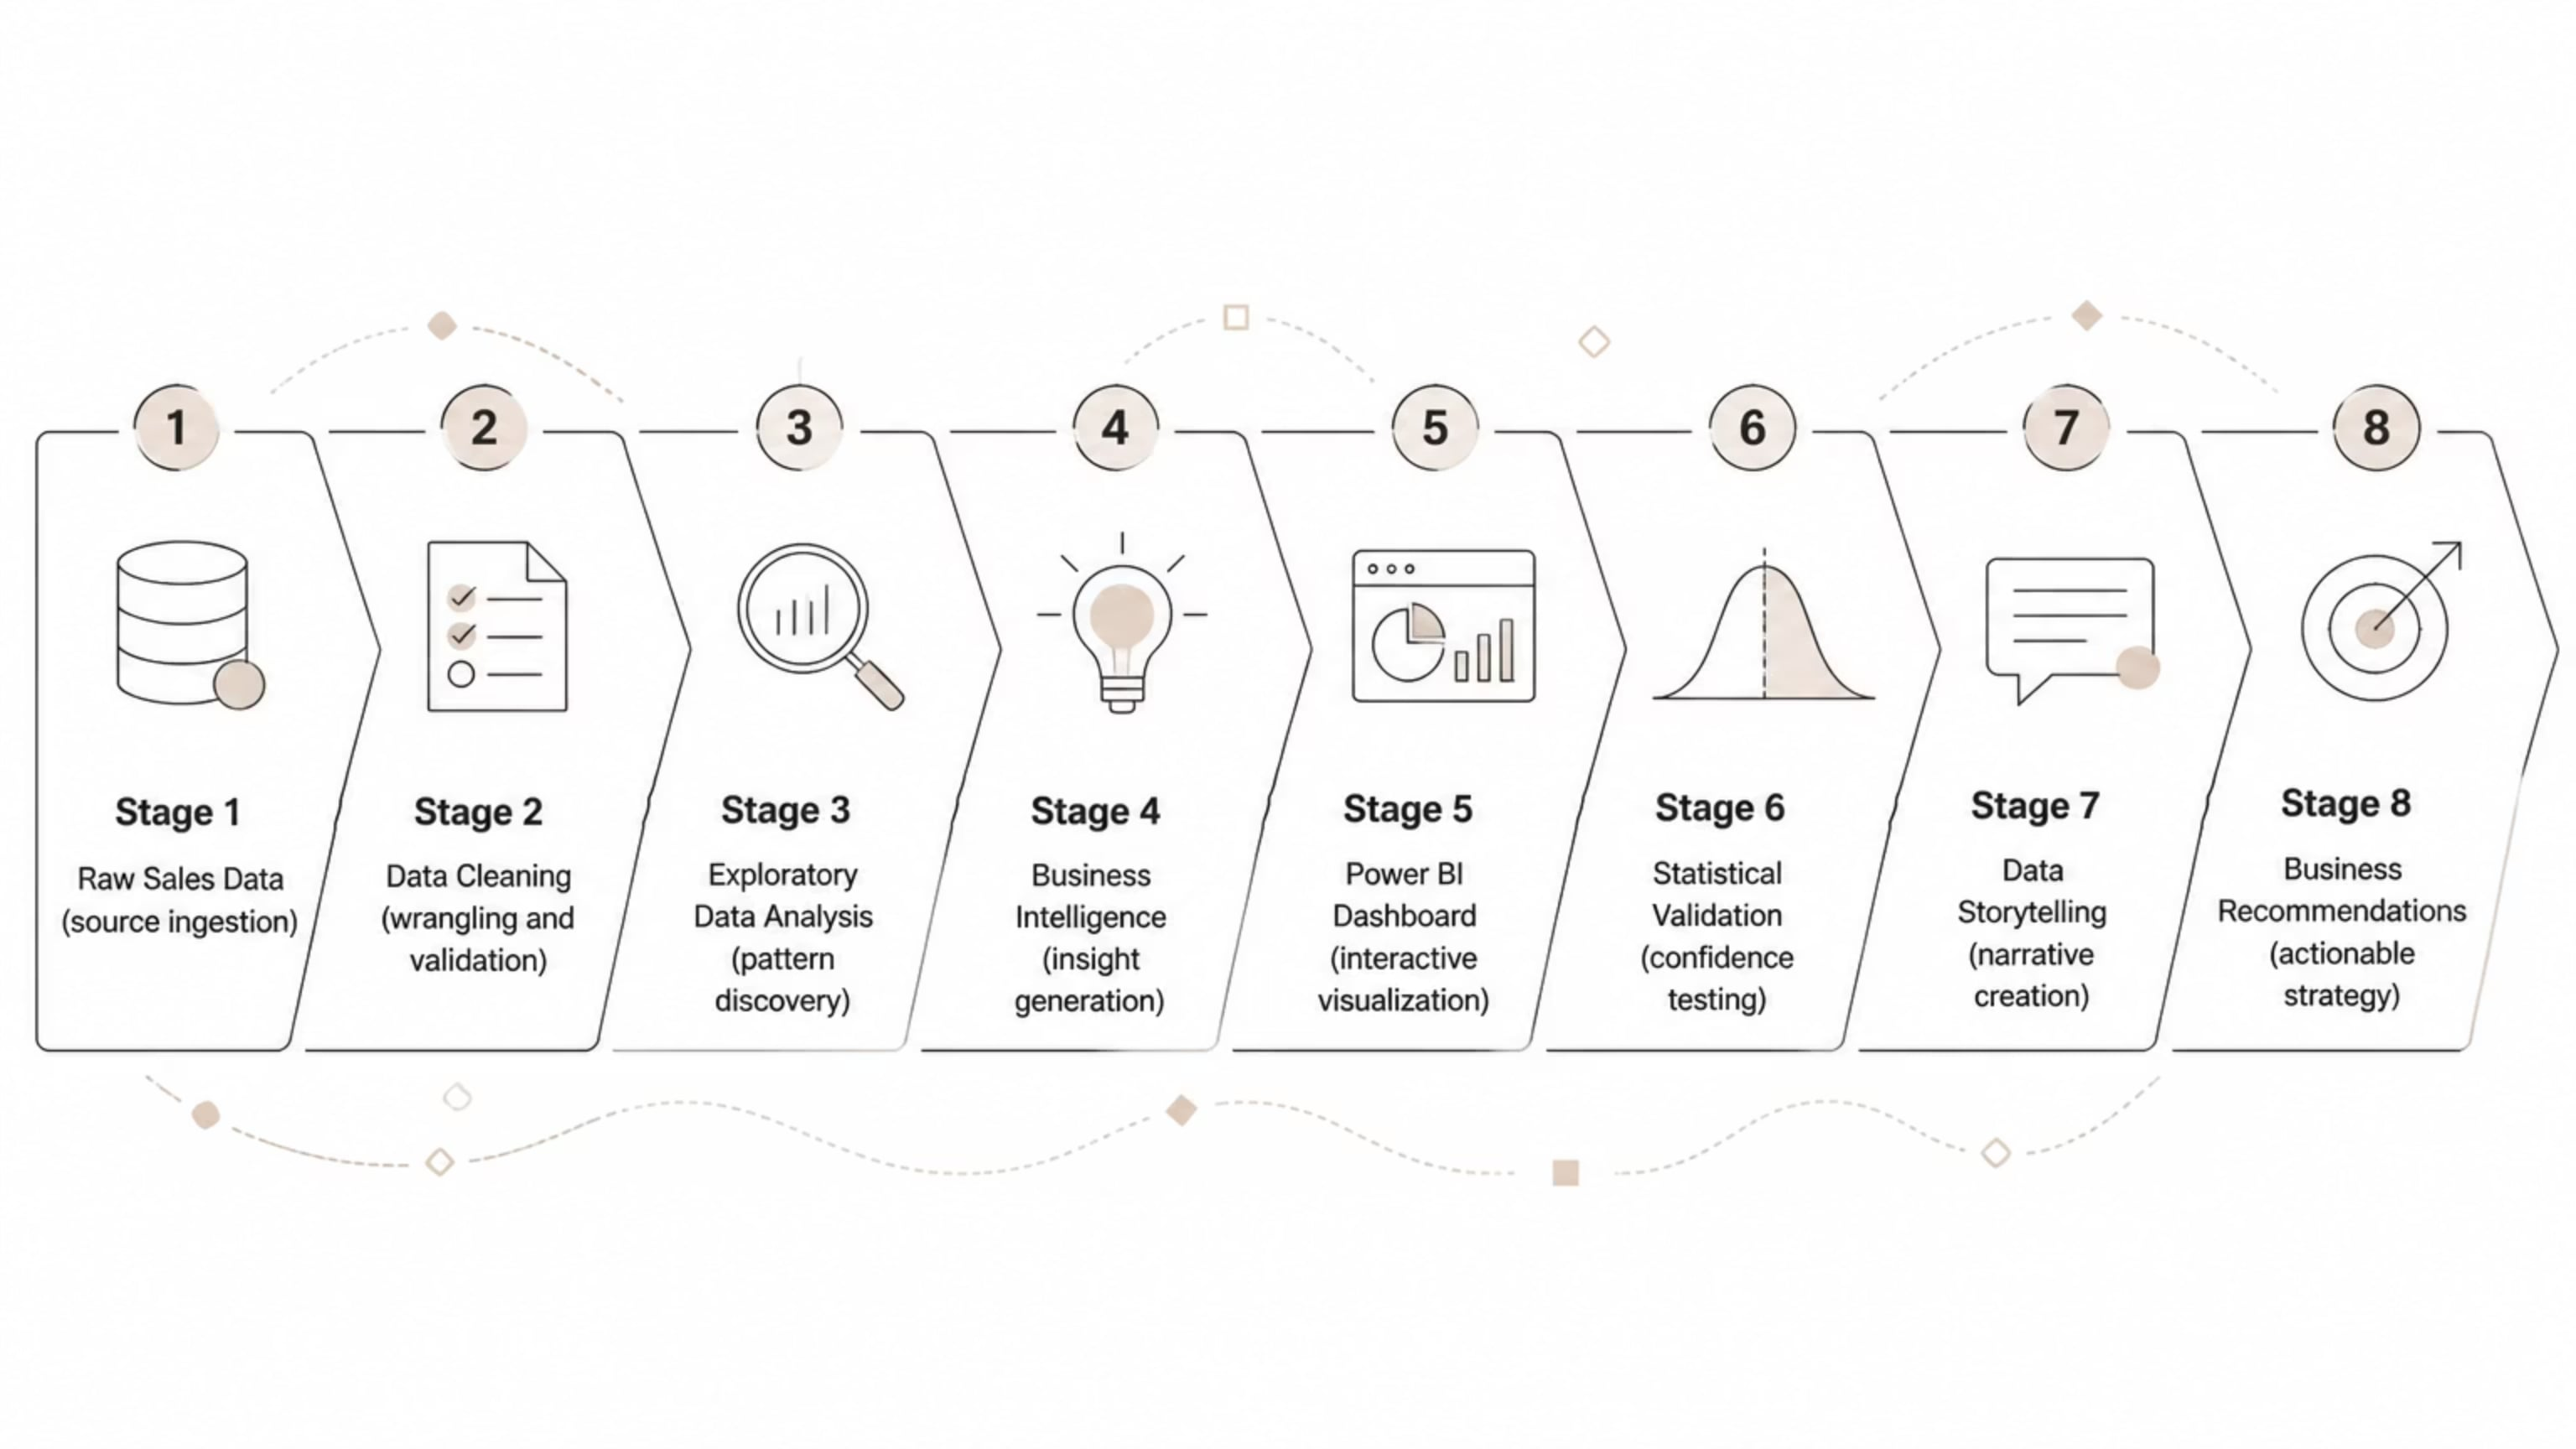 1
2
3
4
5
6
7
8
Stage 1
Raw Sales Data
(source ingestion)
Stage 2
Data Cleaning
(wrangling and
validation)
Stage 3
Exploratory
Data Analysis
(pattern
discovery)
Stage 4
Business
Intelligence
(insight
generation)
Stage 5
Power BI
Dashboard
(interactive
visualization)
Stage 6
Statistical
Validation
(confidence
testing)
Stage 7
Data
Storytelling
(narrative
creation)
Stage 8
Business
Recommendations
(actionable
strategy)